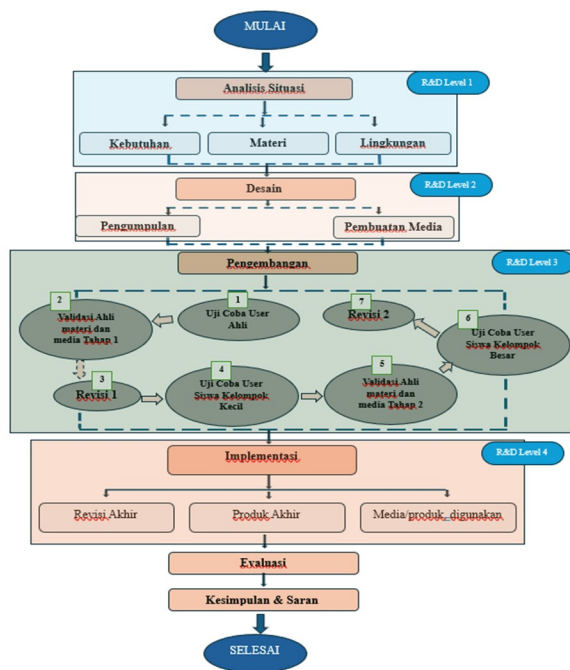 MULAI
R&D Level 1
Analisis Situasi
Kebutuhan
Materi
Lingkungan
R&D Level 2
Desain
Pengumpulan
Pembuatan Media
R&D Level 3
Pengembangan
2
Validasi Ahli
materi dan
media Tahap 1
1
Uji Coba User
Ahli
7
Revisi 2
6
Uji Coba User
Siswa Kelompok
Besar
3
Revisi 1
4
Uji Coba User
Siswa Kelompok
Kecil
5
Validasi Ahli
materi dan
media Tahap 2
R&D Level 4
Implementasi
Revisi Akhir
Produk Akhir
Media/produk digunakan
Evaluasi
Kesimpulan & Saran
SELESAI